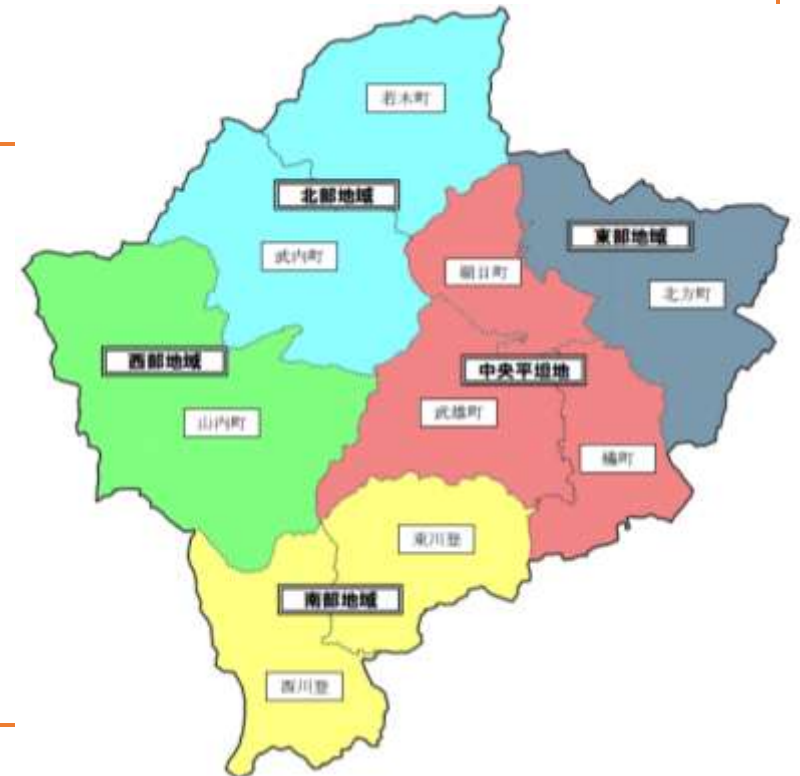 若木町
北部地域
東部地域
武内町
朝日町
北方町
西部地域
中央平坦地
山内町
武雄町
橘町
東川登
南部地域
西川登